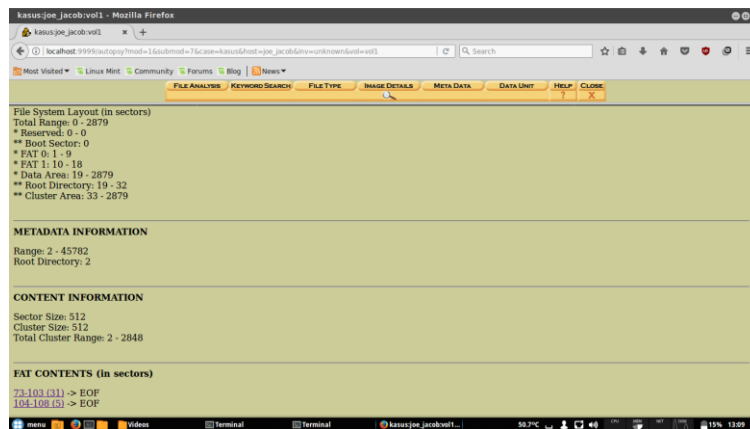 kasus:joe_jacob:vol1 - Mozilla Firefox
kasus:joe_jacob:vol1 × +
localhost:9999/autopsy?mod=1&submod=7&case=kasus&host=joe_jacob&inv=unknown&vol=vol1 Search
Most Visited Linux Mint Community Forums Blog News
FILE ANALYSIS KEYWORD SEARCH FILE TYPE IMAGE DETAILS META DATA DATA UNIT HELP CLOSE
? X
File System Layout (in sectors)
Total Range: 0 - 2879
* Reserved: 0 - 0
** Boot Sector: 0
* FAT 0: 1 - 9
* FAT 1: 10 - 18
* Data Area: 19 - 2879
** Root Directory: 19 - 32
** Cluster Area: 33 - 2879
METADATA INFORMATION
Range: 2 - 45782
Root Directory: 2
CONTENT INFORMATION
Sector Size: 512
Cluster Size: 512
Total Cluster Range: 2 - 2848
FAT CONTENTS (in sectors)
73-103 (31) -> EOF
104-108 (5) -> EOF
menu Videos Terminal Terminal kasus:joe_jacob:vol1... 50.7°C CPU MEM NET 15% 13:09